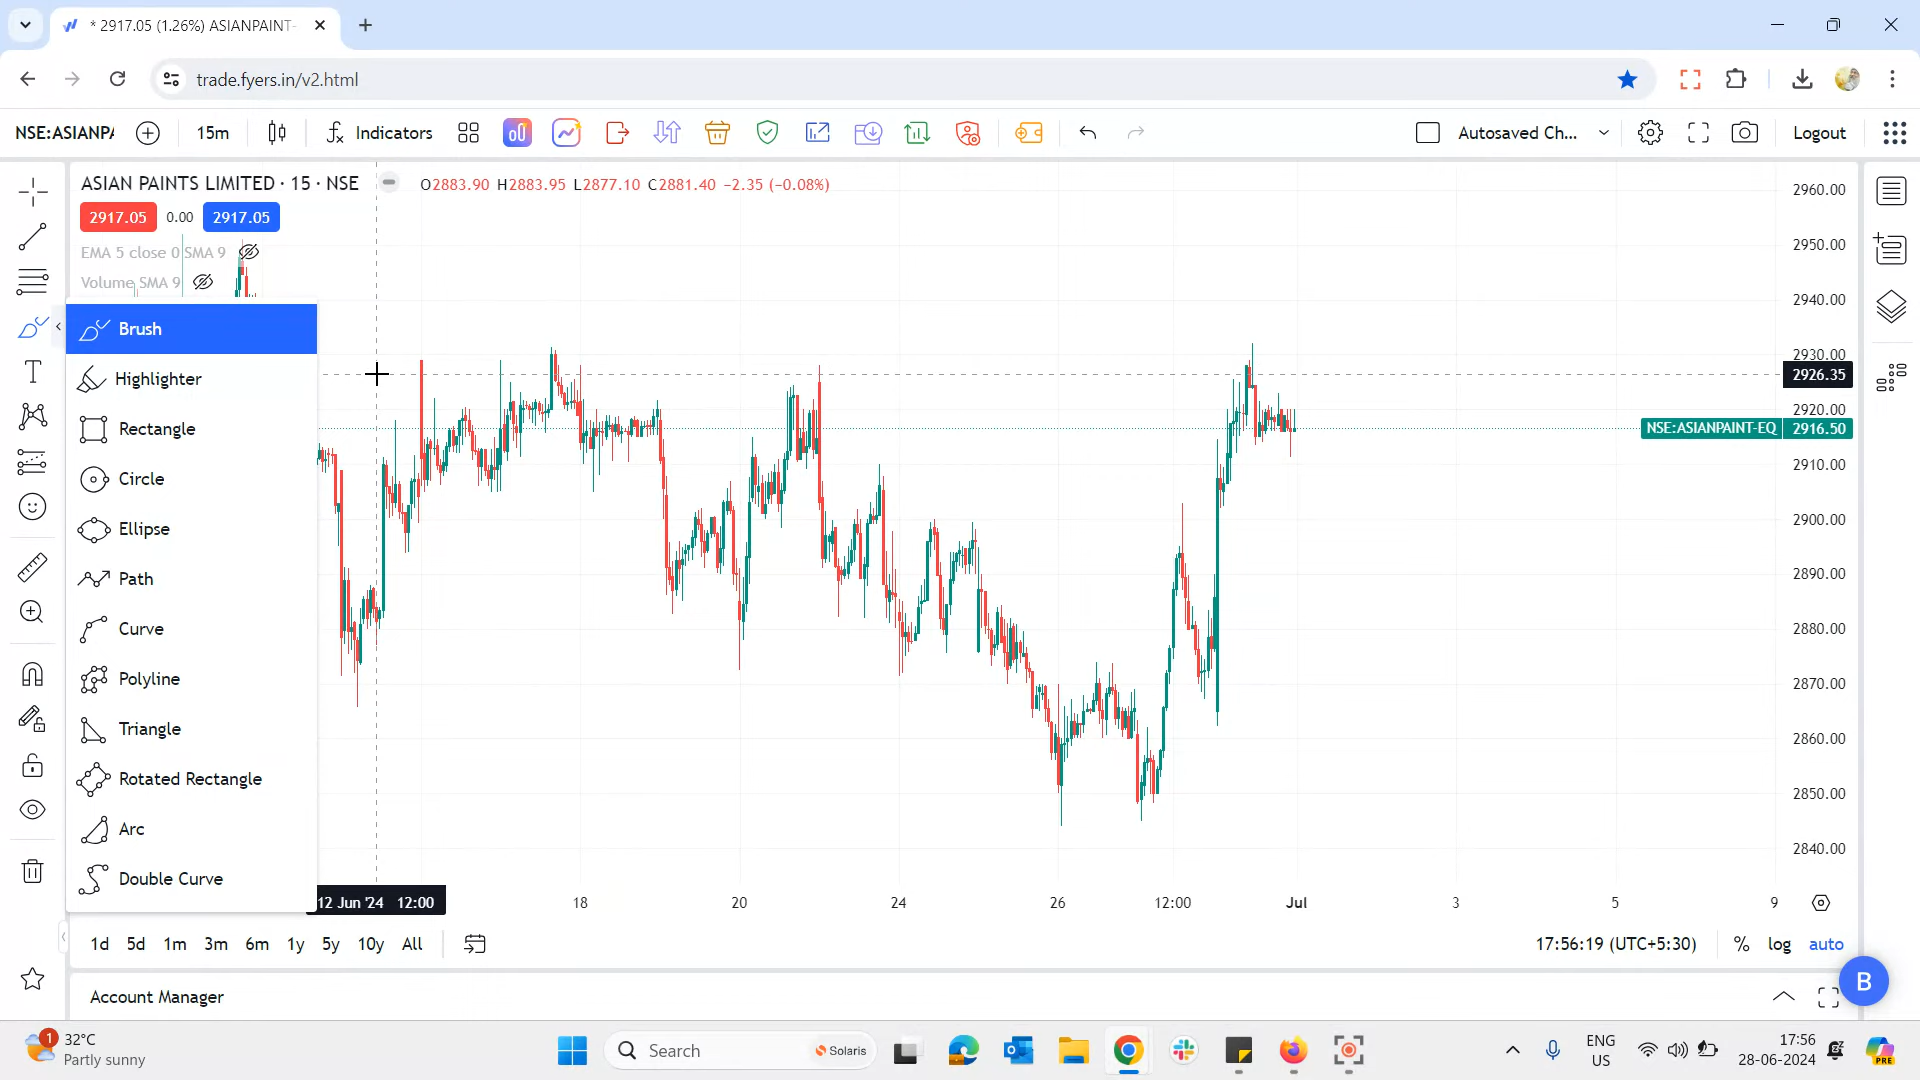 * 2917.05 (1.26%) ASIANPAINT-
trade.fyers.in/v2.html
NSE:ASIANPA 15m Indicators Autosaved Ch... Logout
ASIAN PAINTS LIMITED · 15 · NSE O2883.90 H2883.95 L2877.10 C2881.40 −2.35 (−0.08%)
2917.05 0.00 2917.05
EMA 5 close 0 SMA 9
Volume SMA 9
Brush
Highlighter
Rectangle
Circle
Ellipse
Path
Curve
Polyline
Triangle
Rotated Rectangle
Arc
Double Curve
2960.00
2950.00
2940.00
2930.00
2926.35
2920.00
NSE:ASIANPAINT-EQ 2916.50
2910.00
2900.00
2890.00
2880.00
2870.00
2860.00
2850.00
2840.00
12 Jun '24 12:00 18 20 24 26 12:00 Jul 3 5 9
1d 5d 1m 3m 6m 1y 5y 10y All 17:56:19 (UTC+5:30) % log auto
Account Manager
B
1
32°C
Partly sunny
Search
Solaris
ENG
US
17:56
28-06-2024
PRE